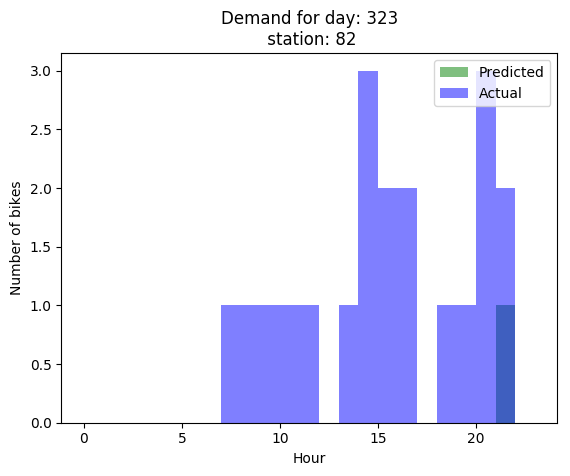 Demand for day: 323
station: 82
Predicted
Actual
3.0
2.5
2.0
1.5
1.0
0.5
0.0
Number of bikes
0
5
10
15
20
Hour